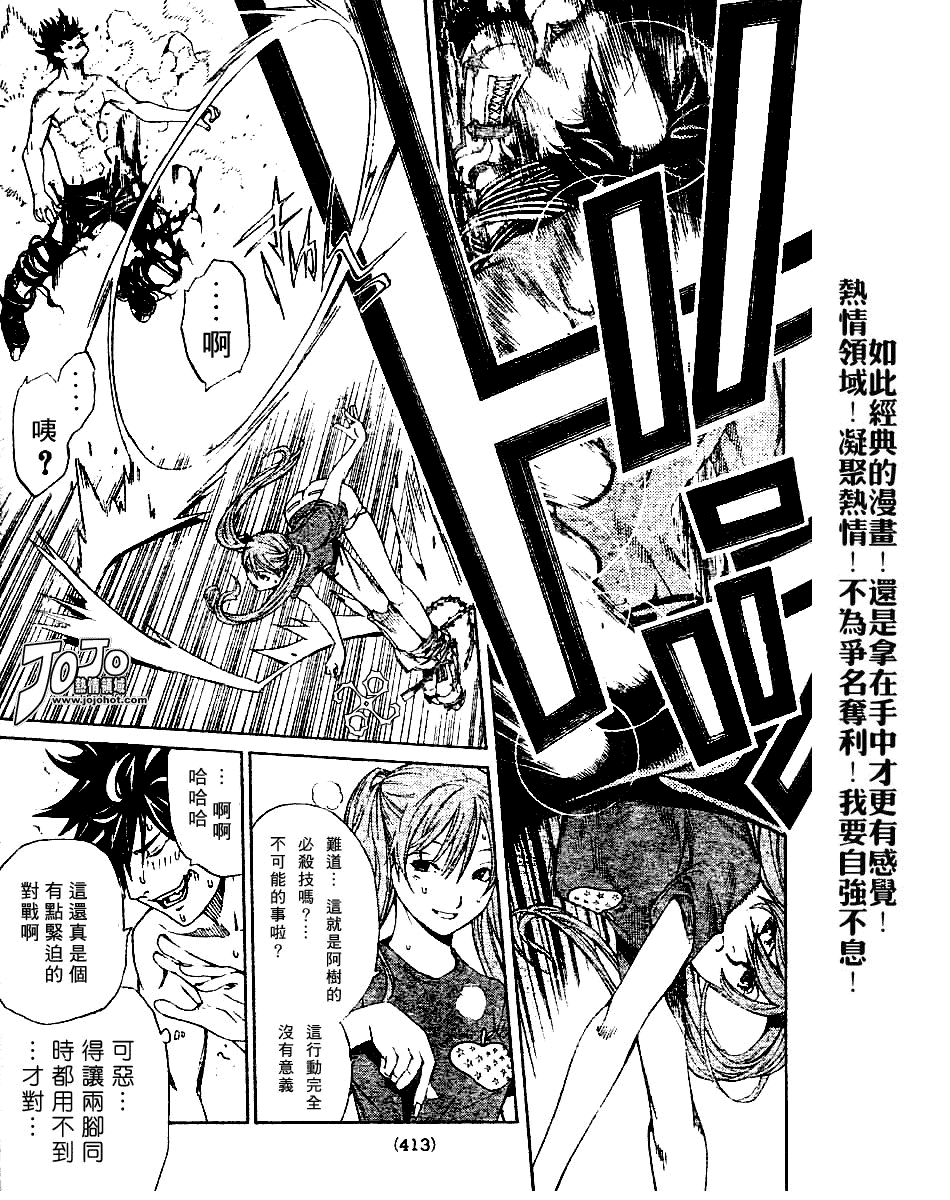 如此經典的漫畫！還是拿在手中才更有感覺！
熱情領域！凝聚熱情！不為爭名奪利！我要自強不息！
……
啊
……
咦
？
JOJO
熱情領域
www.jojohot.com
難道…這就是阿樹的
必殺技嗎？……
不可能的事啦？
這行動完全
沒有意義
…啊啊
哈哈哈
這還真是個
有點緊迫的
對戰啊
可惡…
得讓兩腳同
時都用不到
…才對…
(413)